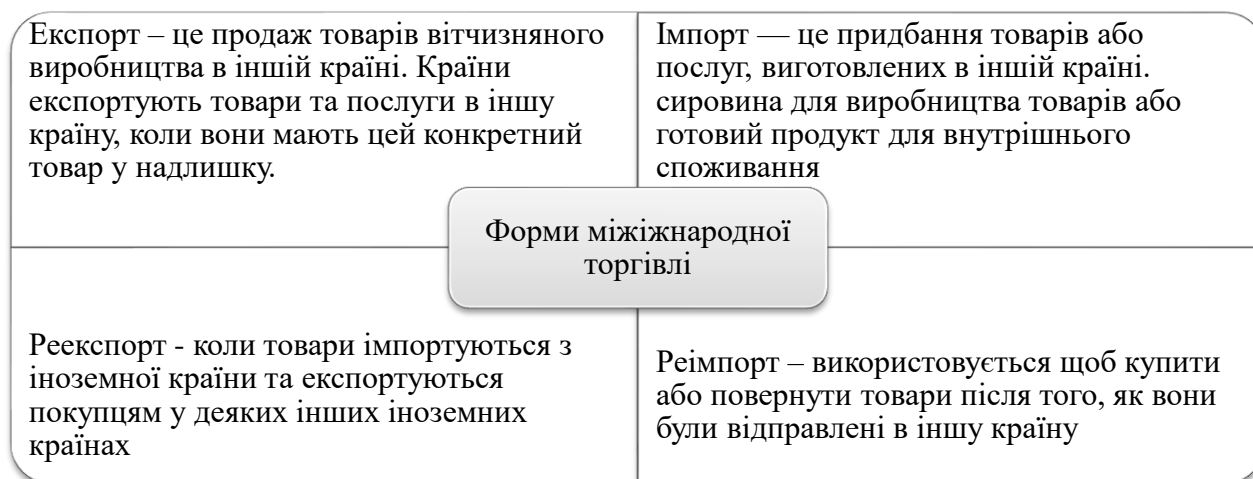 Експорт – це продаж товарів вітчизняного
виробництва в іншій країні. Країни
експортують товари та послуги в іншу
країну, коли вони мають цей конкретний
товар у надлишку.
Імпорт — це придбання товарів або
послуг, виготовлених в іншій країні.
сировина для виробництва товарів або
готовий продукт для внутрішнього
споживання
Форми міжіжнародної
торгівлі
Реекспорт - коли товари імпортуються з
іноземної країни та експортуються
покупцям у деяких інших іноземних
країнах
Реімпорт – використовується щоб купити
або повернути товари після того, як вони
були відправлені в іншу країну